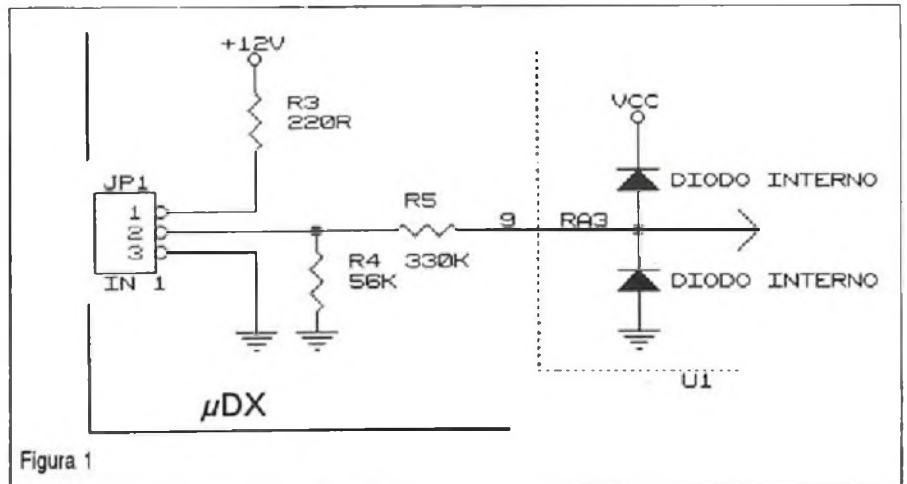 +12V
R3
220R
VCC
DIODO INTERNO
JP1
1
2
3
IN 1
R5
330K
R4
56K
9
RA3
DIODO INTERNO
U1
µDX
Figura 1